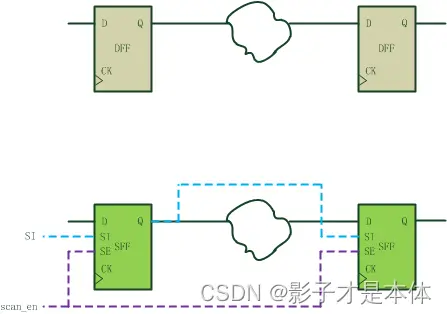 D Q D Q
DFF DFF
CK CK
D Q D Q
SI SI SI
SFF SFF
SE SE
CK CK
scan_en
CSDN @影子才是本体